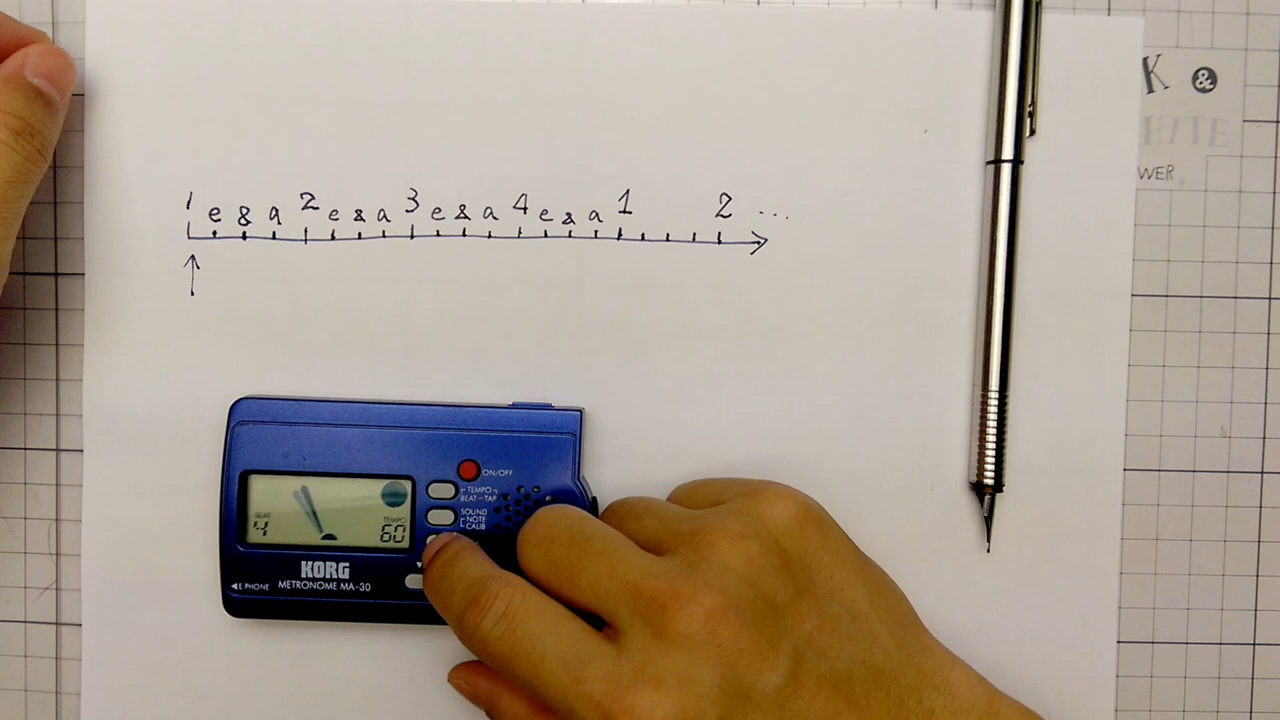 1 e & a 2 e & a 3 e & a 4 e & a 1 2 ...
K &
WHITE
WER
ON/OFF
TEMPO
BEAT-TAP
SOUND
NOTE
CALIB
BEAT
4
TEMPO
60
KORG
◀E PHONE METRONOME MA-30